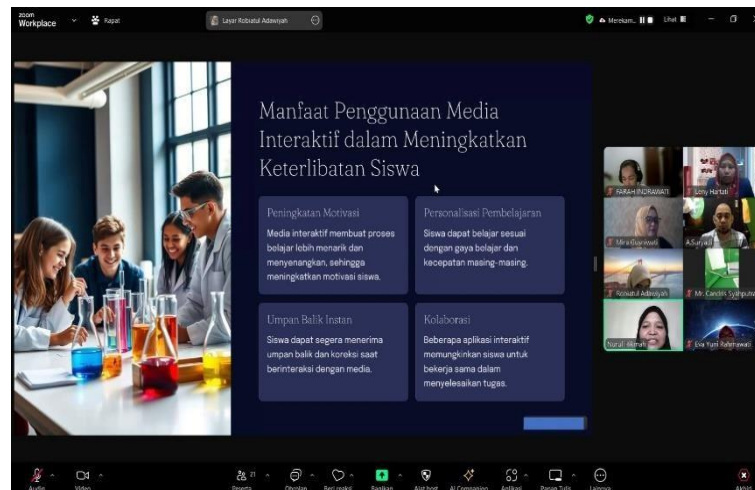 zoom
Workplace
Rapat
Layar Robiatul Adawiyah
Merekam...
Lihat
Manfaat Penggunaan Media
Interaktif dalam Meningkatkan
Keterlibatan Siswa
Peningkatan Motivasi
Media interaktif membuat proses
belajar lebih menarik dan
menyenangkan, sehingga
meningkatkan motivasi siswa.
Personalisasi Pembelajaran
Siswa dapat belajar sesuai
dengan gaya belajar dan
kecepatan masing-masing.
Umpan Balik Instan
Siswa dapat segera menerima
umpan balik dan koreksi saat
berinteraksi dengan media.
Kolaborasi
Beberapa aplikasi interaktif
memungkinkan siswa untuk
bekerja sama dalam
menyelesaikan tugas.
FARAH INDRAWATI
Leny Hartati
Mira Gusniwati
A.Suryadi
Robiatul Adawiyah
Mr. Candris Syahputra
Nurul Hikmah
Eva Yuni Rahmawati
21
Audio
Video
Peserta
Obrolan
Beri reaksi
Bagikan
Alat host
AI Companion
Aplikasi
Papan Tulis
Lainnya